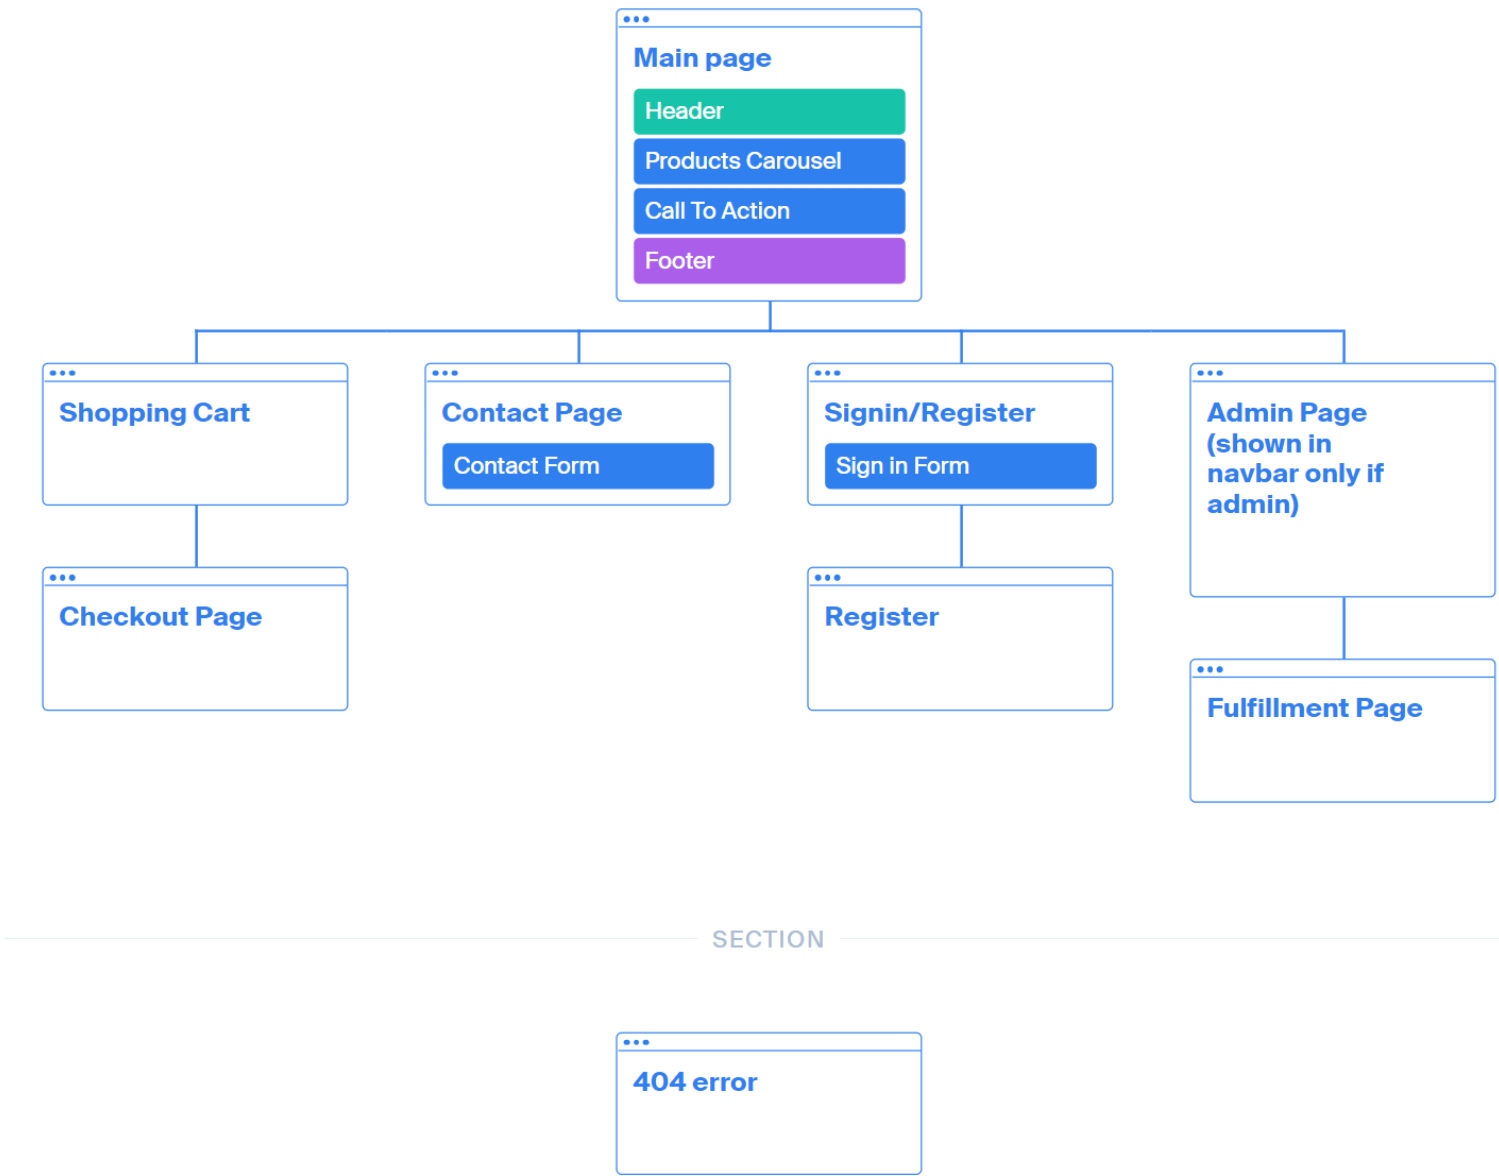 Main page
Header
Products Carousel
Call To Action
Footer
Shopping Cart
Contact Page
Contact Form
Signin/Register
Sign in Form
Admin Page
(shown in
navbar only if
admin)
Checkout Page
Register
Fulfillment Page
SECTION
404 error